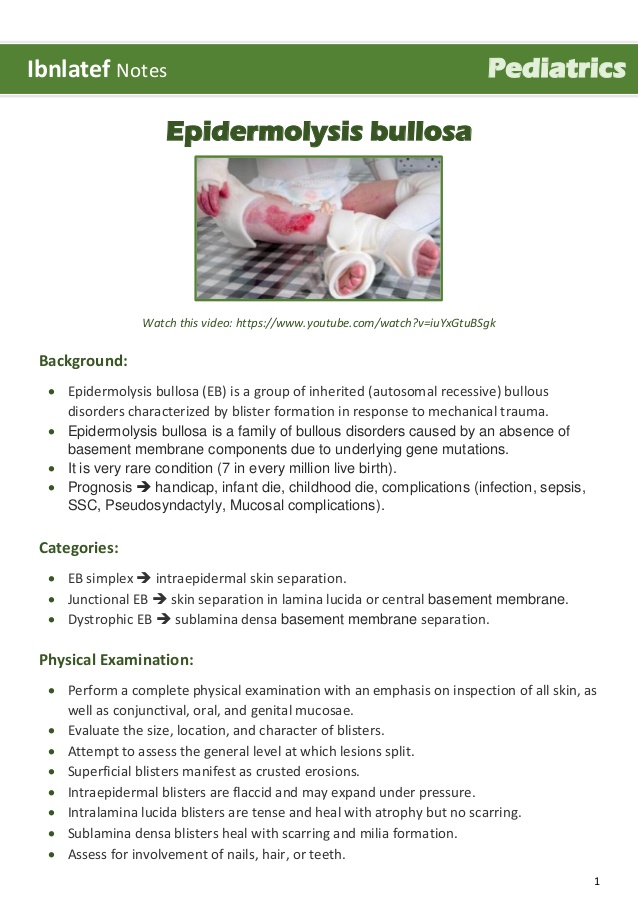 Ibnlatef Notes
Pediatrics
Epidermolysis bullosa
Watch this video: https://www.youtube.com/watch?v=iuYxGtuBSgk
Background:
• Epidermolysis bullosa (EB) is a group of inherited (autosomal recessive) bullous
disorders characterized by blister formation in response to mechanical trauma.
• Epidermolysis bullosa is a family of bullous disorders caused by an absence of
basement membrane components due to underlying gene mutations.
• It is very rare condition (7 in every million live birth).
• Prognosis ➔ handicap, infant die, childhood die, complications (infection, sepsis,
SSC, Pseudosyndactyly, Mucosal complications).
Categories:
• EB simplex ➔ intraepidermal skin separation.
• Junctional EB ➔ skin separation in lamina lucida or central basement membrane.
• Dystrophic EB ➔ sublamina densa basement membrane separation.
Physical Examination:
• Perform a complete physical examination with an emphasis on inspection of all skin, as
well as conjunctival, oral, and genital mucosae.
• Evaluate the size, location, and character of blisters.
• Attempt to assess the general level at which lesions split.
• Superficial blisters manifest as crusted erosions.
• Intraepidermal blisters are flaccid and may expand under pressure.
• Intralamina lucida blisters are tense and heal with atrophy but no scarring.
• Sublamina densa blisters heal with scarring and milia formation.
• Assess for involvement of nails, hair, or teeth.
1